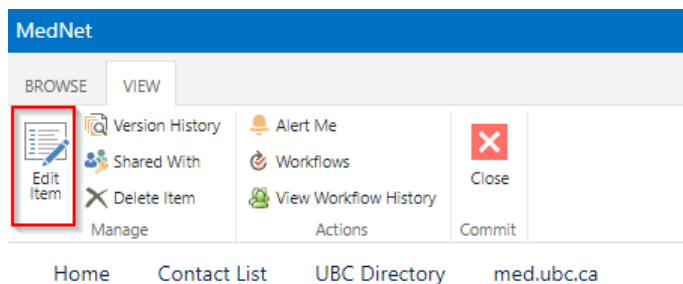 MedNet
BROWSE VIEW
Edit Item
Version History
Shared With
Delete Item
Manage
Alert Me
Workflows
View Workflow History
Actions
Close
Commit
Home Contact List UBC Directory med.ubc.ca